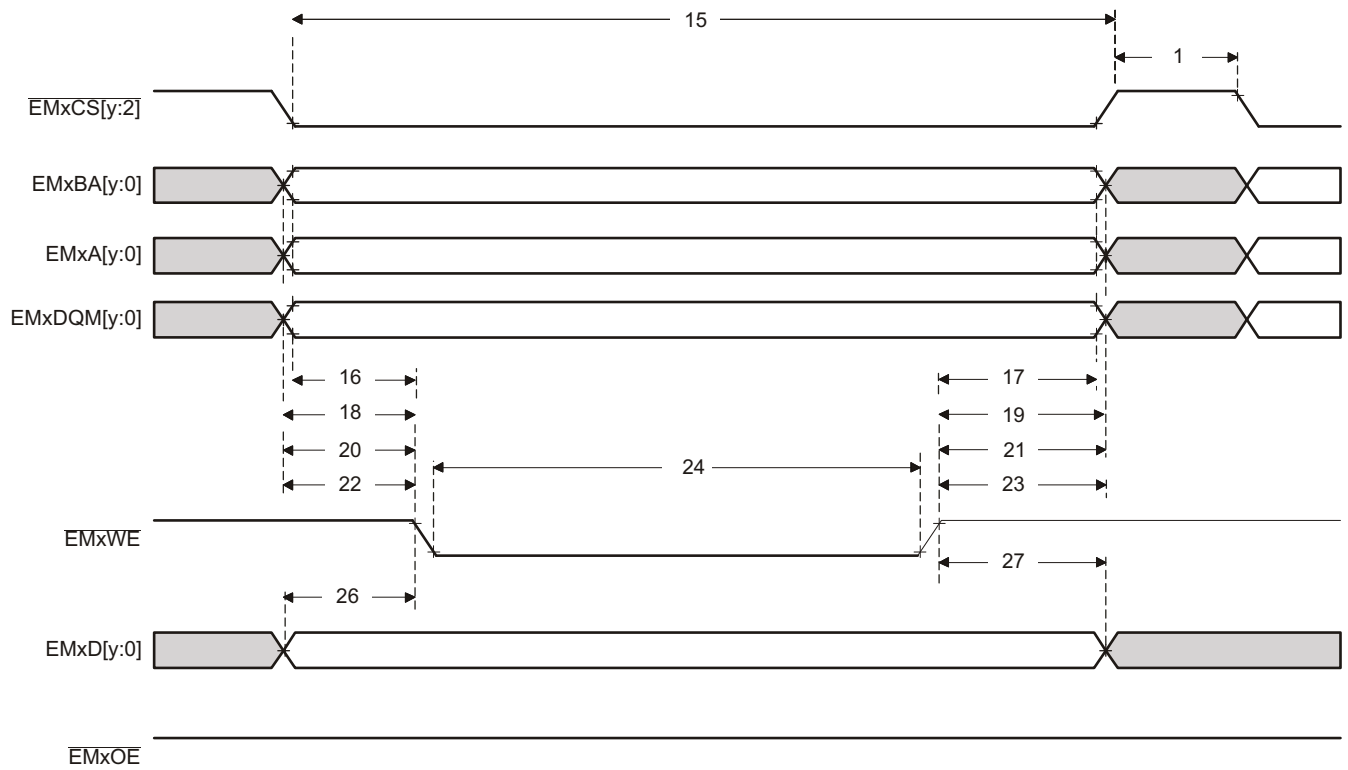 15
1
EMxCS[y:2]
EMxBA[y:0]
EMxA[y:0]
EMxDQM[y:0]
16
17
18
19
20
21
24
22
23
EMxWE
27
26
EMxD[y:0]
EMxOE